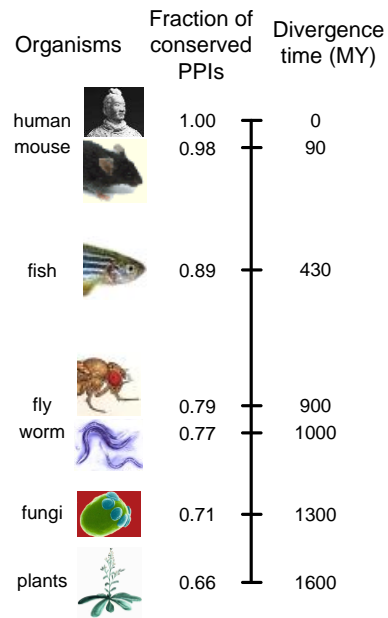 Organisms
Fraction of
conserved
PPIs
Divergence
time (MY)
human 1.00 0
mouse 0.98 90
fish 0.89 430
fly 0.79 900
worm 0.77 1000
fungi 0.71 1300
plants 0.66 1600